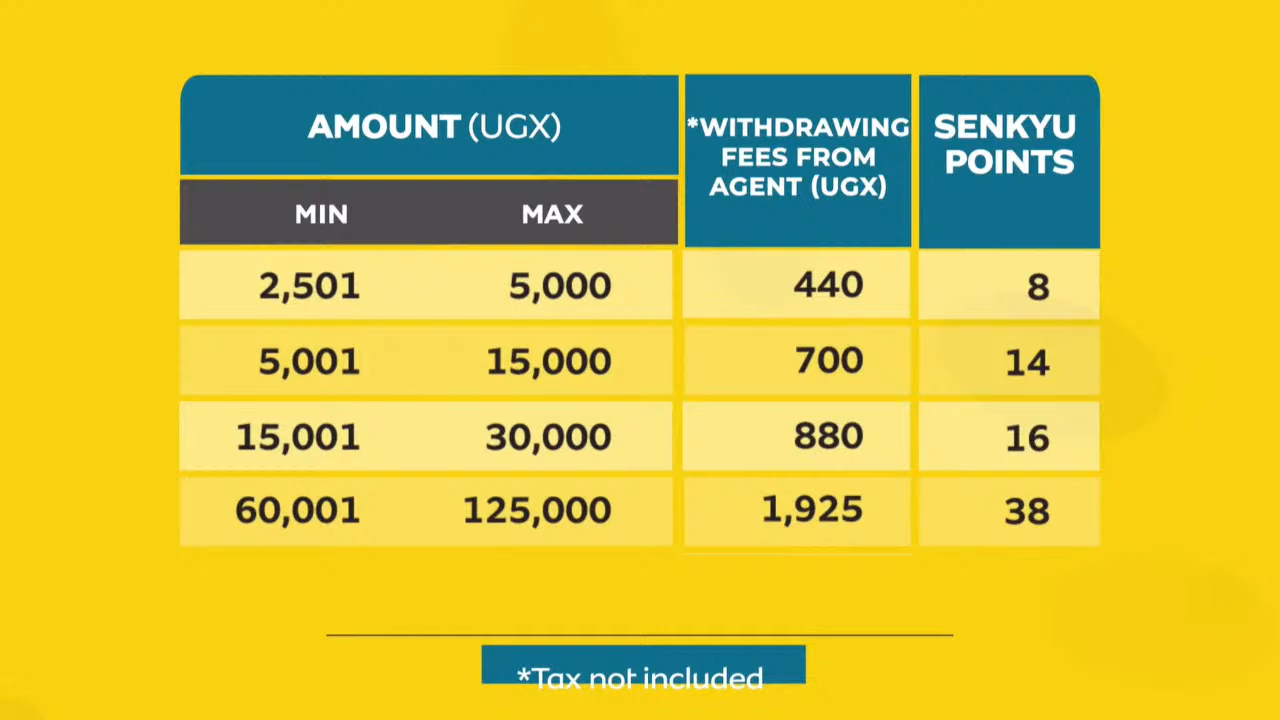 AMOUNT (UGX)
*WITHDRAWING
FEES FROM
AGENT (UGX)
SENKYU
POINTS
MIN MAX
2,501 5,000 440 8
5,001 15,000 700 14
15,001 30,000 880 16
60,001 125,000 1,925 38
*Tax not included